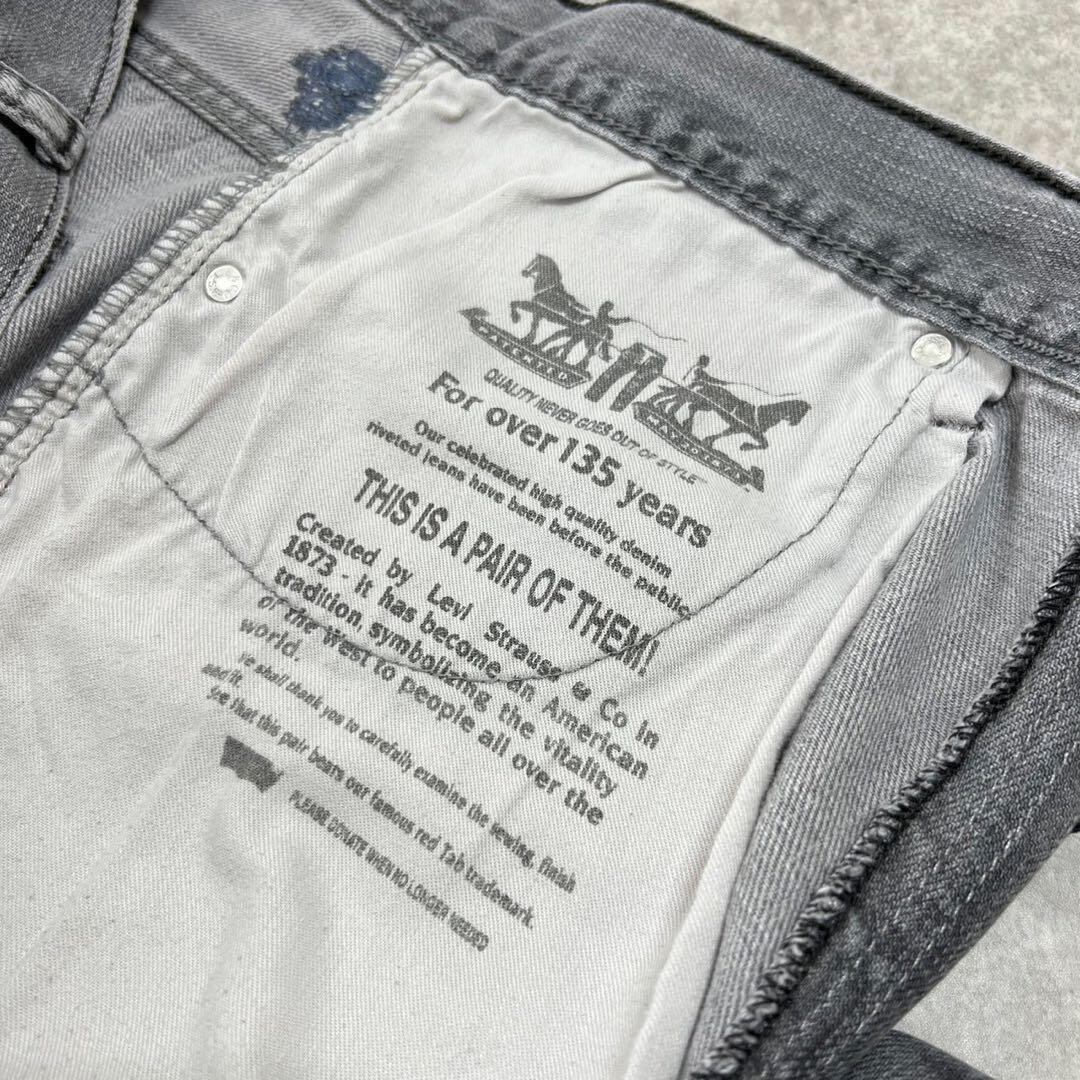 QUALITY NEVER GOES OUT OF STYLE™
For over 135 years
Our celebrated high quality denim
riveted jeans have been before the public
THIS IS A PAIR OF THEM!
Created by Levi Strauss & Co in
1873 - it has become an American
tradition, symbolizing the vitality
of the West to people all over the
world.
We shall thank you to carefully examine the sewing, finish
and fit
See that this pair bears our famous red Tab trademark.
PLEASE DONATE WHEN NO LONGER NEEDED